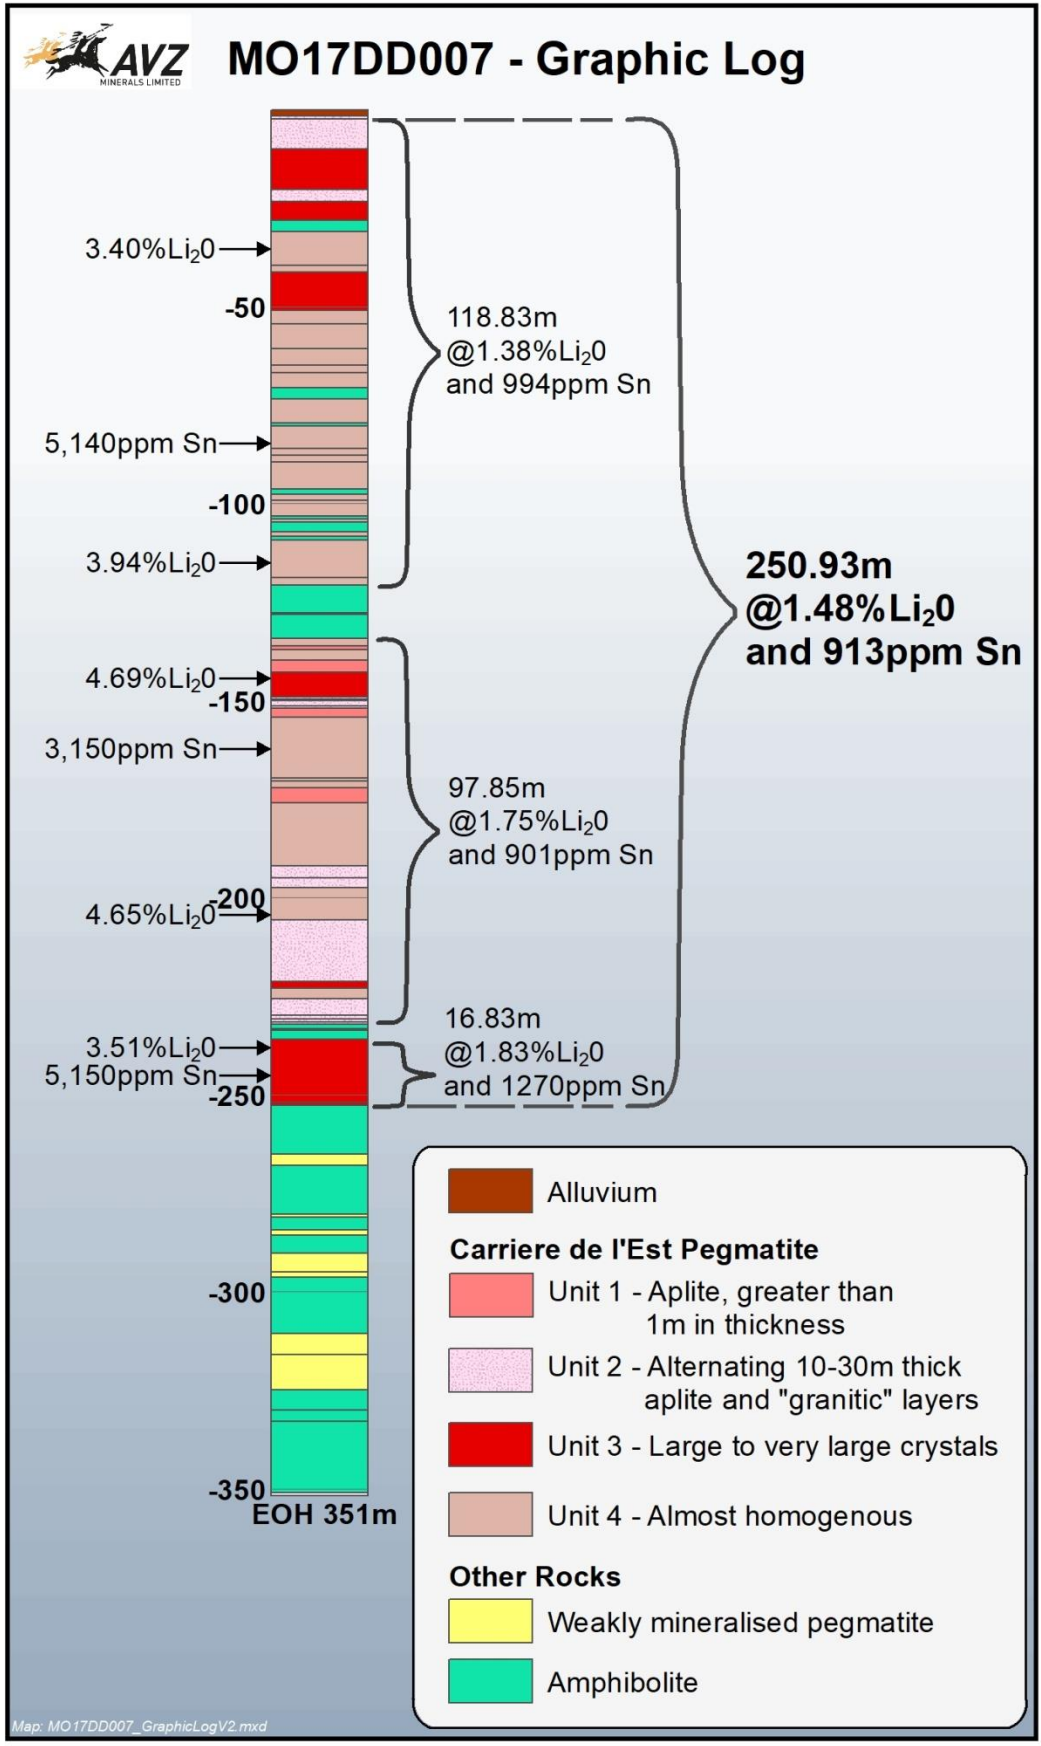 AVZ
MINERALS LIMITED
MO17DD007 - Graphic Log
3.40%Li₂0
-50
118.83m
@1.38%Li₂0
and 994ppm Sn
5,140ppm Sn
-100
3.94%Li₂0
250.93m
@1.48%Li₂0
and 913ppm Sn
4.69%Li₂0
-150
3,150ppm Sn
97.85m
@1.75%Li₂0
and 901ppm Sn
-200
4.65%Li₂0
16.83m
@1.83%Li₂0
and 1270ppm Sn
3.51%Li₂0
5,150ppm Sn
-250
-300
-350
EOH 351m
Alluvium
Carriere de l'Est Pegmatite
Unit 1 - Aplite, greater than
1m in thickness
Unit 2 - Alternating 10-30m thick
aplite and "granitic" layers
Unit 3 - Large to very large crystals
Unit 4 - Almost homogenous
Other Rocks
Weakly mineralised pegmatite
Amphibolite
Map: MO17DD007_GraphicLogV2.mxd